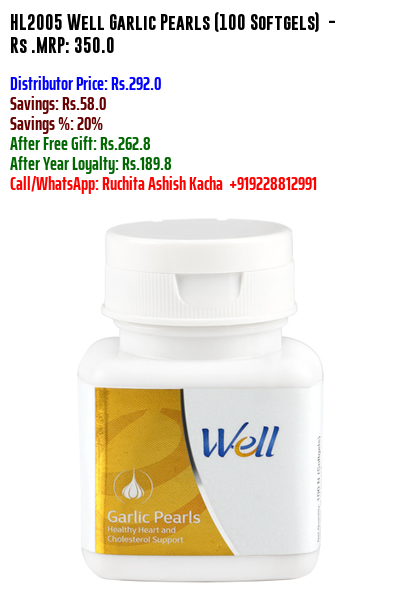 HL2005 Well Garlic Pearls (100 Softgels) -
Rs .MRP: 350.0
Distributor Price: Rs.292.0
Savings: Rs.58.0
Savings %: 20%
After Free Gift: Rs.262.8
After Year Loyalty: Rs.189.8
Call/WhatsApp: Ruchita Ashish Kacha +919228812991
Well
Garlic Pearls
Healthy Heart and
Cholesterol Support
100 N (Softgels)